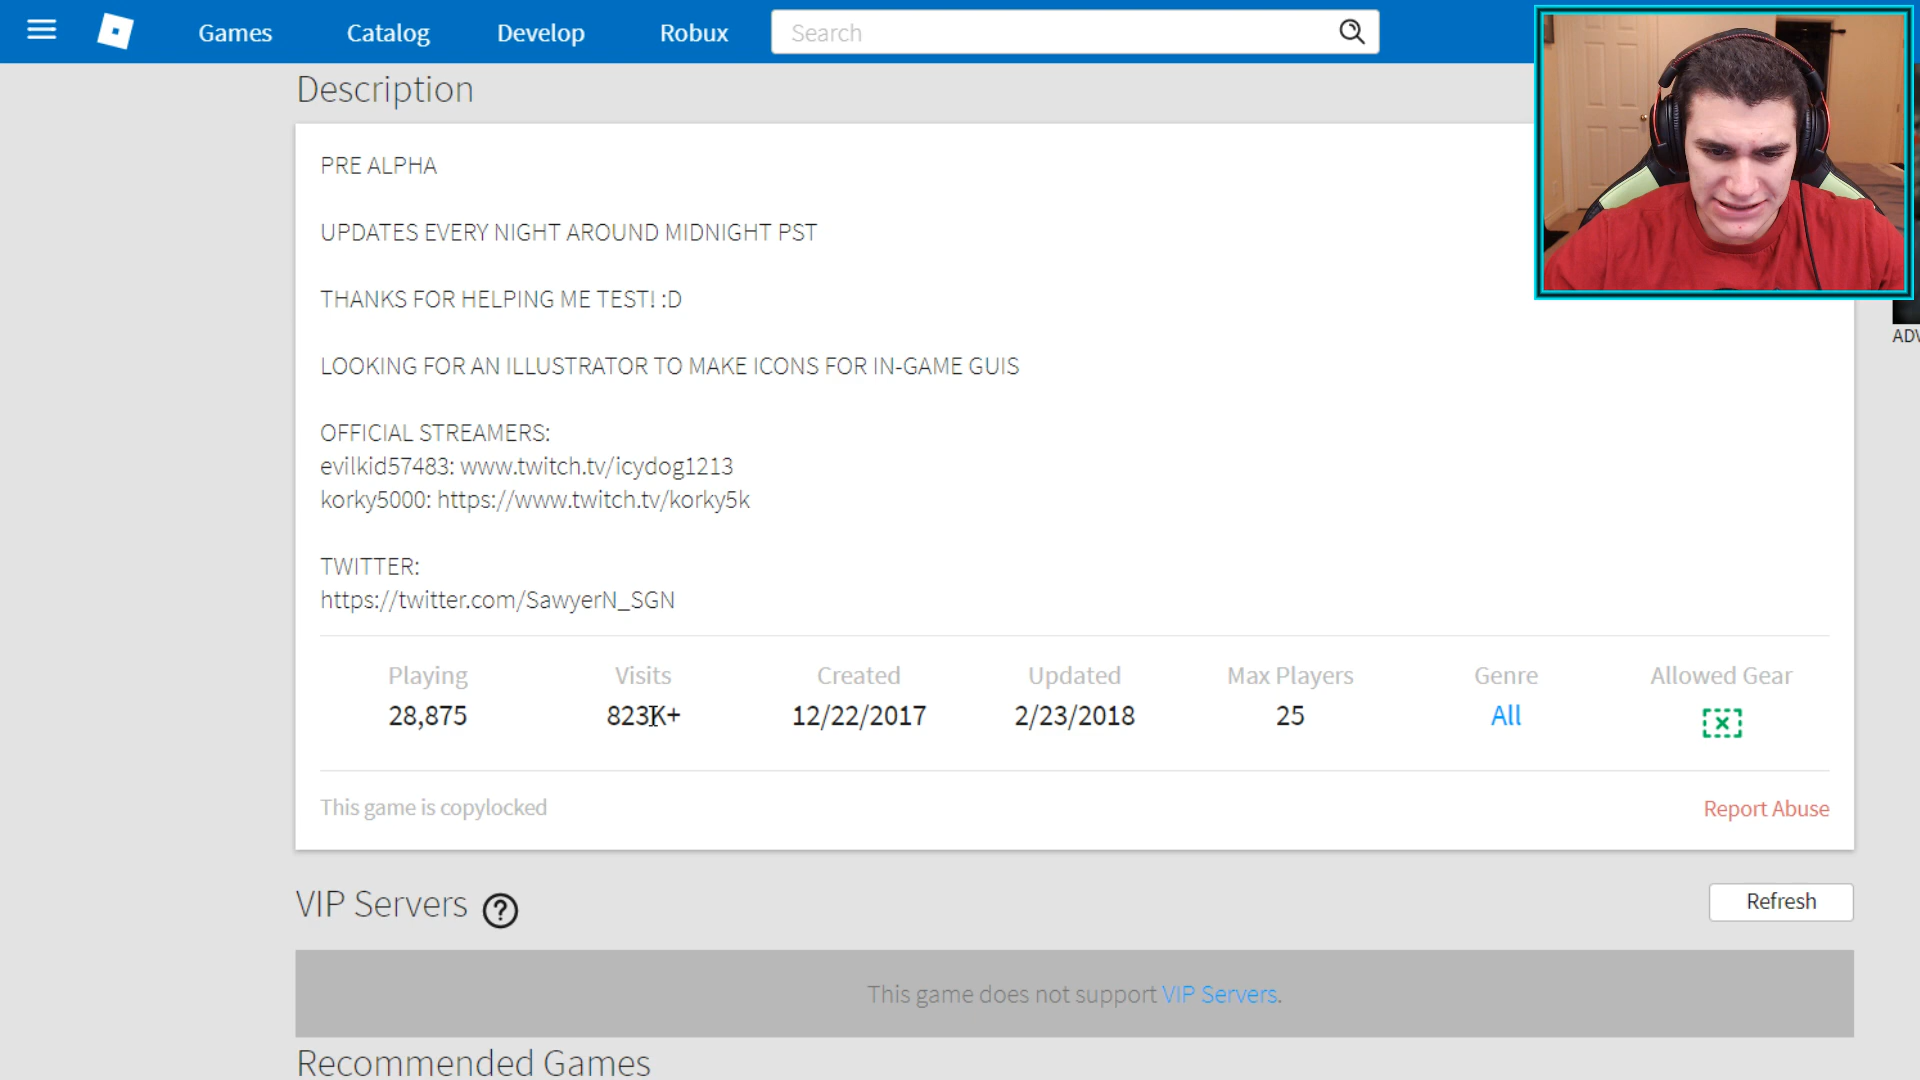 Games Catalog Develop Robux Search
Description
PRE ALPHA
UPDATES EVERY NIGHT AROUND MIDNIGHT PST
THANKS FOR HELPING ME TEST! :D
LOOKING FOR AN ILLUSTRATOR TO MAKE ICONS FOR IN-GAME GUIS
OFFICIAL STREAMERS:
evilkid57483: www.twitch.tv/icydog1213
korky5000: https://www.twitch.tv/korky5k
TWITTER:
https://twitter.com/SawyerN_SGN
Playing Visits Created Updated Max Players Genre Allowed Gear
28,875 823K+ 12/22/2017 2/23/2018 25 All
This game is copylocked Report Abuse
VIP Servers Refresh
This game does not support VIP Servers.
Recommended Games